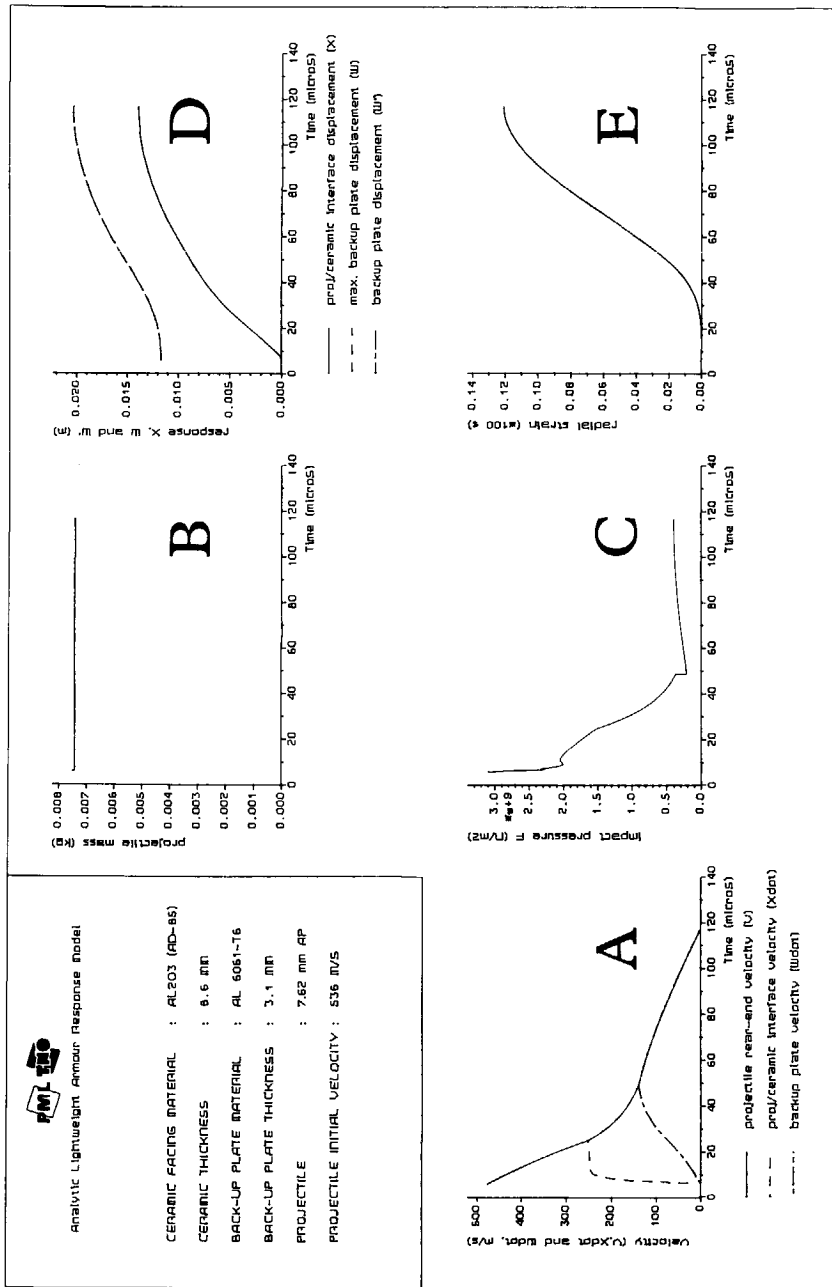 PML TNO
Analytic Lightweight Armour Response Model
CERAMIC FACING MATERIAL : AL2O3 (AD-85)
CERAMIC THICKNESS : 8.6 mm
BACK-UP PLATE MATERIAL : AL 6061-T6
BACK-UP PLATE THICKNESS : 3.1 mm
PROJECTILE : 7.62 mm AP
PROJECTILE INITIAL VELOCITY : 536 m/s
projectile mass (kg)
0.008
0.007
0.006
0.005
0.004
0.003
0.002
0.001
0.000
0 20 40 60 80 100 120 140
Time (micros)
B
response X, W and W' (m)
0.020
0.015
0.010
0.005
0.000
0 20 40 60 80 100 120 140
Time (micros)
D
proj/ceramic interface displacement (X)
max. backup plate displacement (W)
backup plate displacement (W')
Velocity (V,Xdot and Wdot, m/s)
500
400
300
200
100
0
0 20 40 60 80 100 120 140
Time (micros)
A
projectile rear-end velocity (V)
proj/ceramic interface velocity (Xdot)
backup plate velocity (Wdot)
impact pressure F (N/m2)
3.0
*e+9
2.5
2.0
1.5
1.0
0.5
0.0
0 20 40 60 80 100 120 140
Time (micros)
C
radial strain (*100 %)
0.14
0.12
0.10
0.08
0.06
0.04
0.02
0.00
0 20 40 60 80 100 120 140
Time (micros)
E